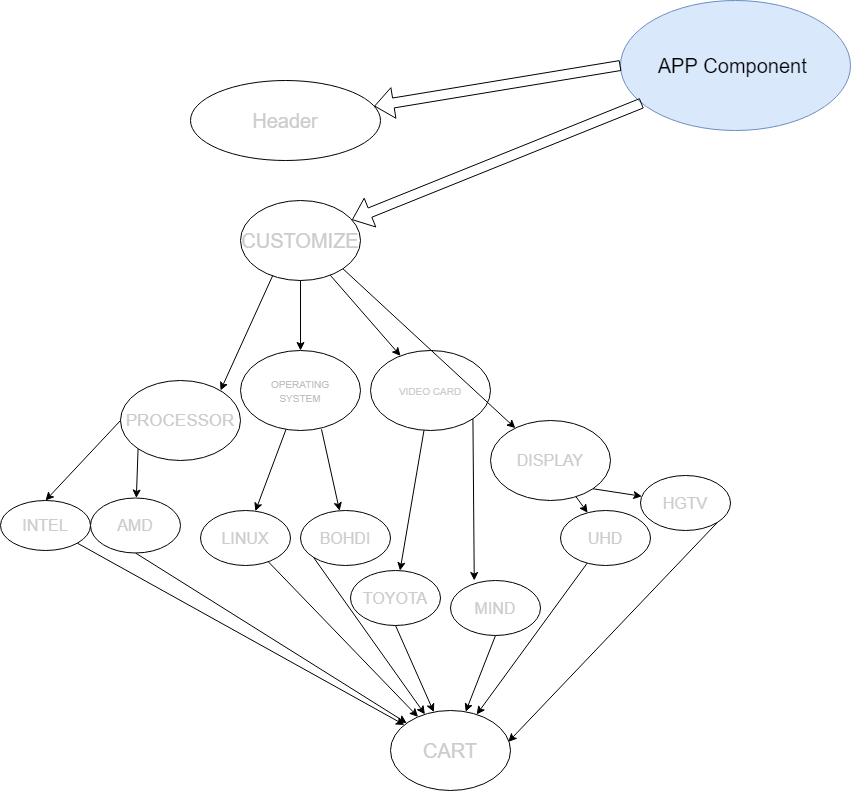 APP Component
Header
CUSTOMIZE
OPERATING
SYSTEM
VIDEO CARD
PROCESSOR
DISPLAY
HGTV
INTEL
AMD
LINUX
BOHDI
UHD
TOYOTA
MIND
CART